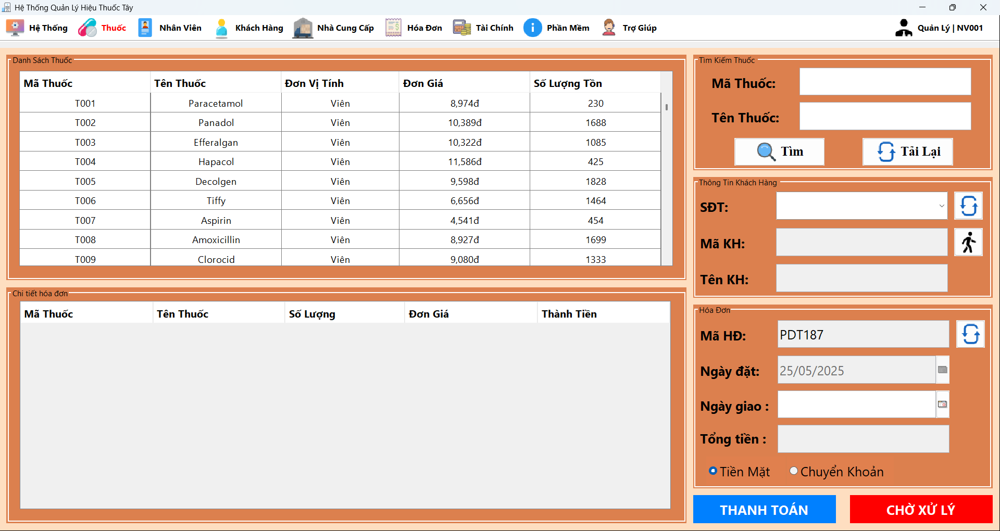 Hệ Thống Quản Lý Hiệu Thuốc Tây
Hệ Thống Thuốc Nhân Viên Khách Hàng Nhà Cung Cấp Hóa Đơn Tài Chính Phần Mềm Trợ Giúp Quản Lý | NV001
Danh Sách Thuốc
Mã Thuốc Tên Thuốc Đơn Vị Tính Đơn Giá Số Lượng Tồn
T001 Paracetamol Viên 8,974đ 230
T002 Panadol Viên 10,389đ 1688
T003 Efferalgan Viên 10,322đ 1085
T004 Hapacol Viên 11,586đ 425
T005 Decolgen Viên 9,598đ 1828
T006 Tiffy Viên 6,656đ 1464
T007 Aspirin Viên 4,541đ 454
T008 Amoxicillin Viên 8,927đ 1699
T009 Clorocid Viên 9,080đ 1333
Chi tiết hóa đơn
Mã Thuốc Tên Thuốc Số Lượng Đơn Giá Thành Tiền
Tìm Kiếm Thuốc
Mã Thuốc:
Tên Thuốc:
Tìm Tải Lại
Thông Tin Khách Hàng
SĐT:
Mã KH:
Tên KH:
Hóa Đơn
Mã HĐ: PDT187
Ngày đặt: 25/05/2025
Ngày giao :
Tổng tiền :
Tiền Mặt Chuyển Khoản
THANH TOÁN CHỜ XỬ LÝ